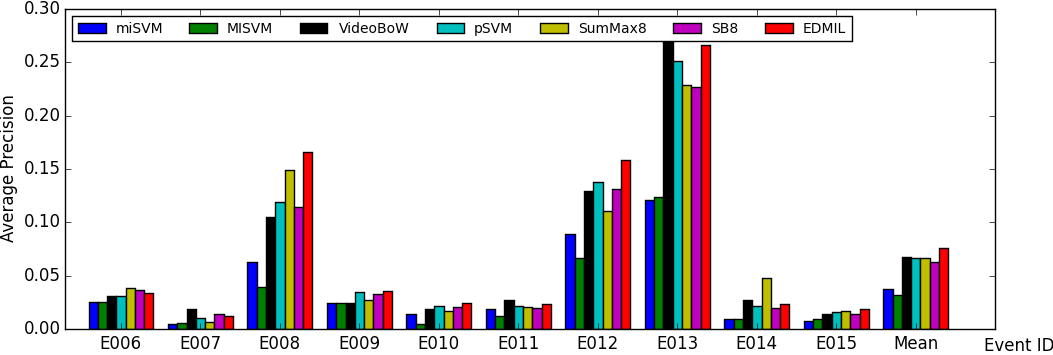 0.30
miSVM MISVM VideoBoW pSVM SumMax8 SB8 EDMIL
0.25
0.20
0.15
0.10
0.05
0.00
Average Precision
E006 E007 E008 E009 E010 E011 E012 E013 E014 E015 Mean
Event ID